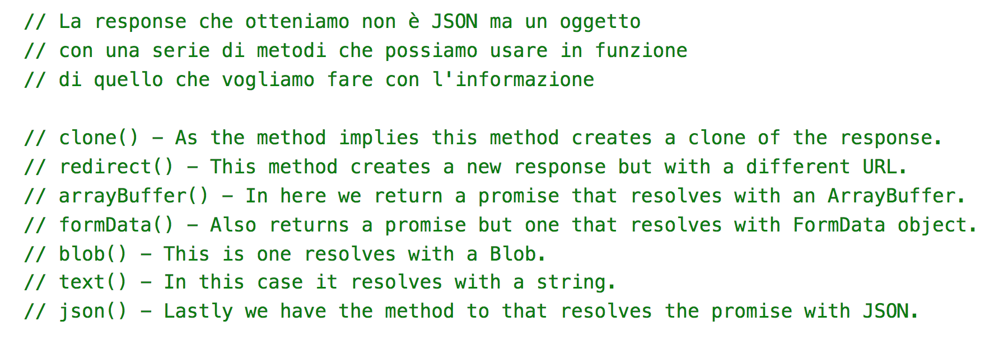 // La response che otteniamo non è JSON ma un oggetto
// con una serie di metodi che possiamo usare in funzione
// di quello che vogliamo fare con l'informazione
// clone() – As the method implies this method creates a clone of the response.
// redirect() – This method creates a new response but with a different URL.
// arrayBuffer() – In here we return a promise that resolves with an ArrayBuffer.
// formData() – Also returns a promise but one that resolves with FormData object.
// blob() – This is one resolves with a Blob.
// text() – In this case it resolves with a string.
// json() – Lastly we have the method to that resolves the promise with JSON.